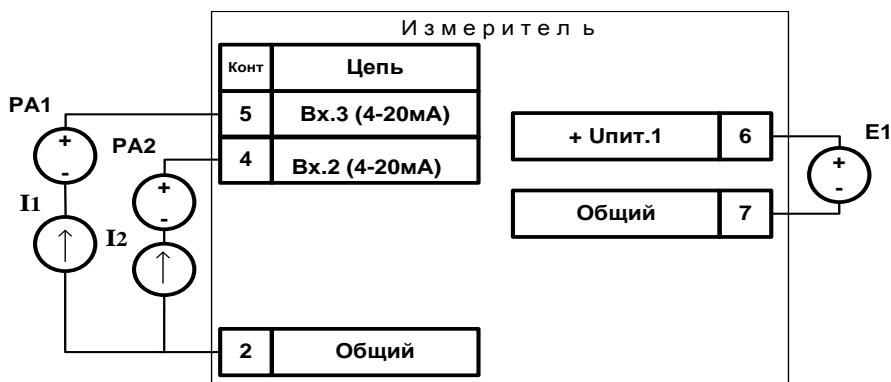 Измеритель
Конт Цепь
5 Вх.3 (4-20мА)
4 Вх.2 (4-20мА)
PA1
+
-
PA2
+
-
I1
I2
+ Uпит.1 6
Общий 7
E1
+
-
2 Общий